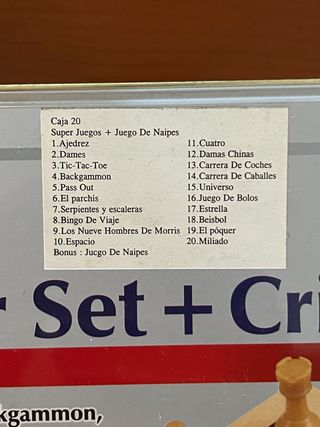 Caja 20
Super Juegos + Juego De Naipes
1.Ajedrez
2.Dames
3.Tic-Tac-Toe
4.Backgammon
5.Pass Out
6.El parchis
7.Serpientes y escaleras
8.Bingo De Viaje
9.Los Nueve Hombres De Morris
10.Espacio
Bonus : Jucgo De Naipes
11.Cuatro
12.Damas Chinas
13.Carrera De Coches
14.Carrera De Caballes
15.Universo
16.Juego De Bolos
17.Estrella
18.Beisbol
19.El póquer
20.Miliado
r Set + Cri
kgammon,